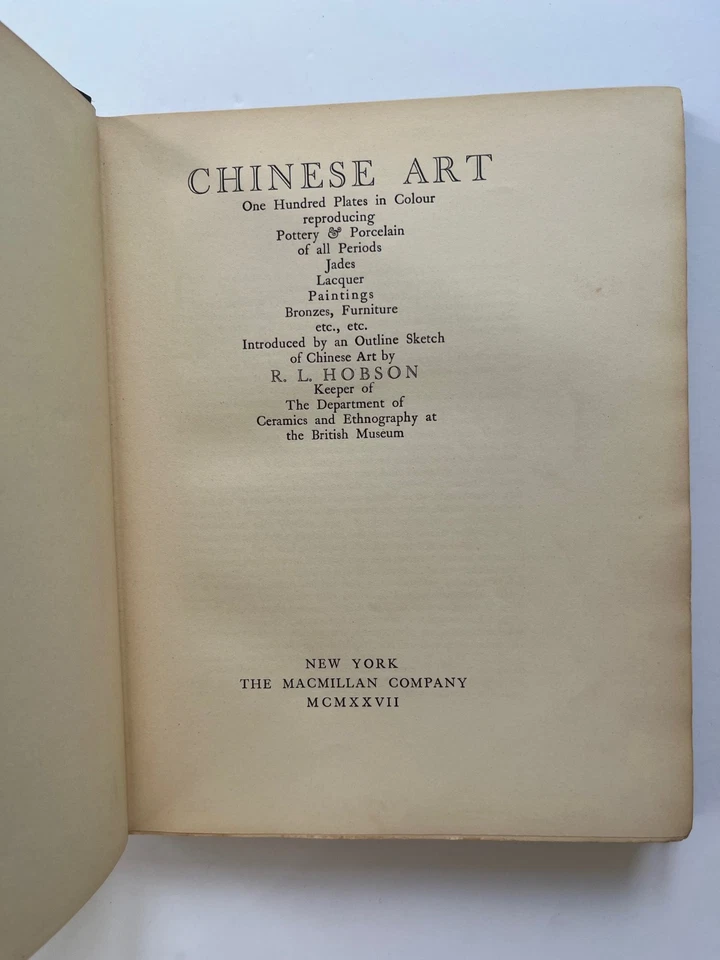 CHINESE ART
One Hundred Plates in Colour
reproducing
Pottery & Porcelain
of all Periods
Jades
Lacquer
Paintings
Bronzes, Furniture
etc., etc.
Introduced by an Outline Sketch
of Chinese Art by
R. L. HOBSON
Keeper of
The Department of
Ceramics and Ethnography at
the British Museum
NEW YORK
THE MACMILLAN COMPANY
MCMXXVII